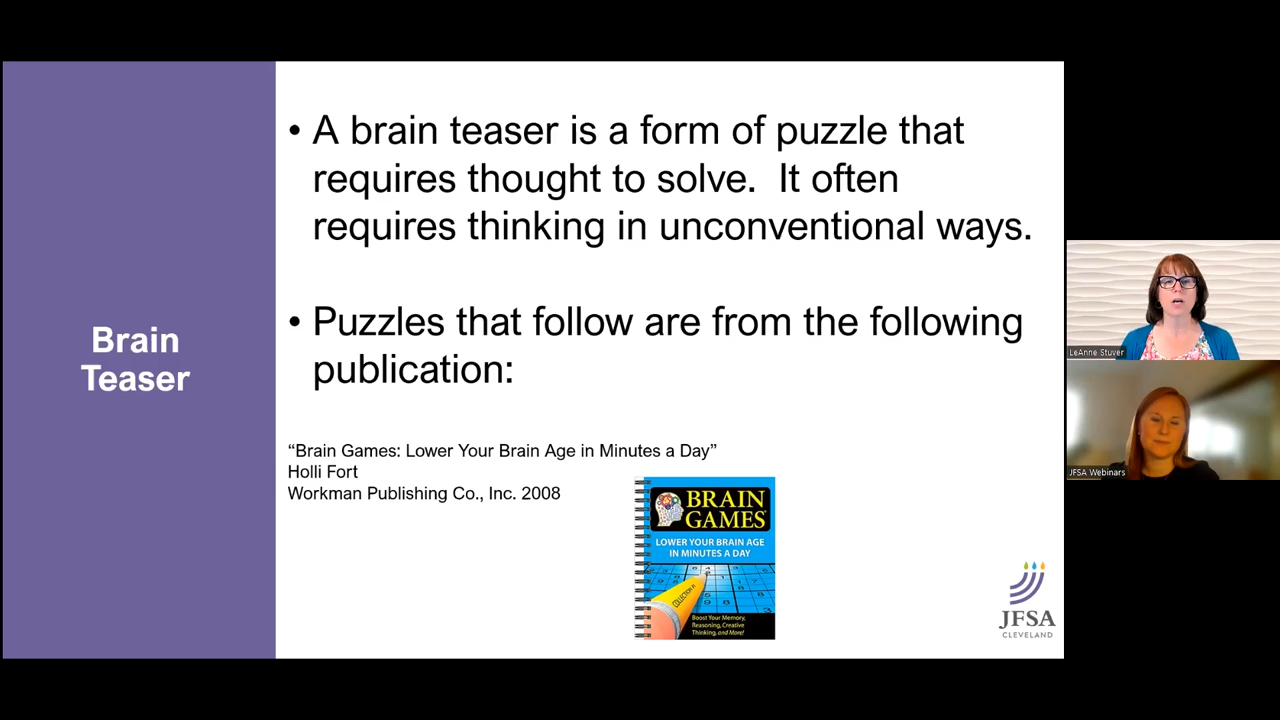 Brain
Teaser
• A brain teaser is a form of puzzle that
requires thought to solve. It often
requires thinking in unconventional ways.
• Puzzles that follow are from the following
publication:
“Brain Games: Lower Your Brain Age in Minutes a Day”
Holli Fort
Workman Publishing Co., Inc. 2008
BRAIN
GAMES
LOWER YOUR BRAIN AGE
IN MINUTES A DAY
Boost Your Memory,
Reasoning, Creative
Thinking, and More!
JFSA
CLEVELAND
LeAnne Stuver
JFSA Webinars